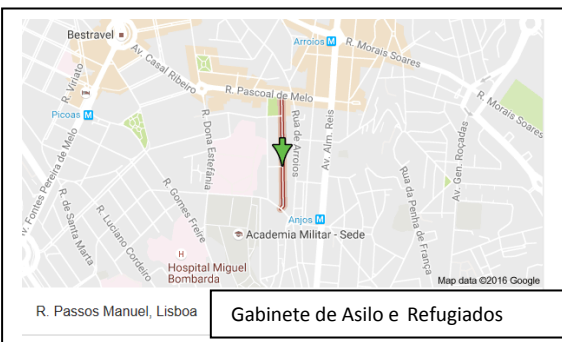 Bestravel
Arroios M
R. Morais Soares
Av. Casal Ribeiro
R. Viriato
R. Pascoal de Melo
R. Morais Soares
Picoas M
Av. Fontes Pereira de Melo
R. Dona Estefania
Rua de Arroios
Av. Alm. Reis
Av. Gen. Roçadas
R. de Santa Marta
R. Luciano Cordeiro
R. Gomes Freire
Rua da Penha de França
Anjos M
Academia Militar - Sede
H
Hospital Miguel
Bombarda
Map data ©2016 Google
R. Passos Manuel, Lisboa
Gabinete de Asilo e Refugiados